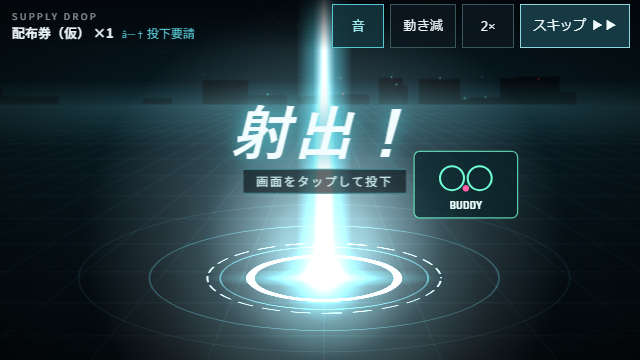 SUPPLY DROP
配布券（仮） ×1 â—† 投下要請
音
動き減
2×
スキップ ▶▶
射出！
画面をタップして投下
BUDDY